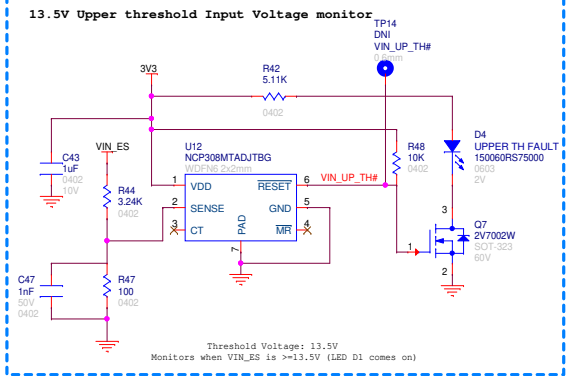 13.5V Upper threshold Input Voltage monitor
TP14
DNI
VIN_UP_TH#
0.6mm
3V3
R42
5.11K
0402
D4
UPPER TH FAULT
150060RS75000
0603
2V
C43
1uF
0402
10V
VIN_ES
R44
3.24K
0402
U12
NCP308MTADJTBG
WDFN6 2x2mm
1
VDD
2
SENSE
3
CT
RESET
6
GND
5
MR
4
PAD
7
VIN_UP_TH#
R48
10K
0402
3
Q7
2V7002W
SOT-323
60V
1
2
C47
1nF
50V
0402
R47
100
0402
Threshold Voltage: 13.5V
Monitors when VIN_ES is >=13.5V (LED D1 comes on)